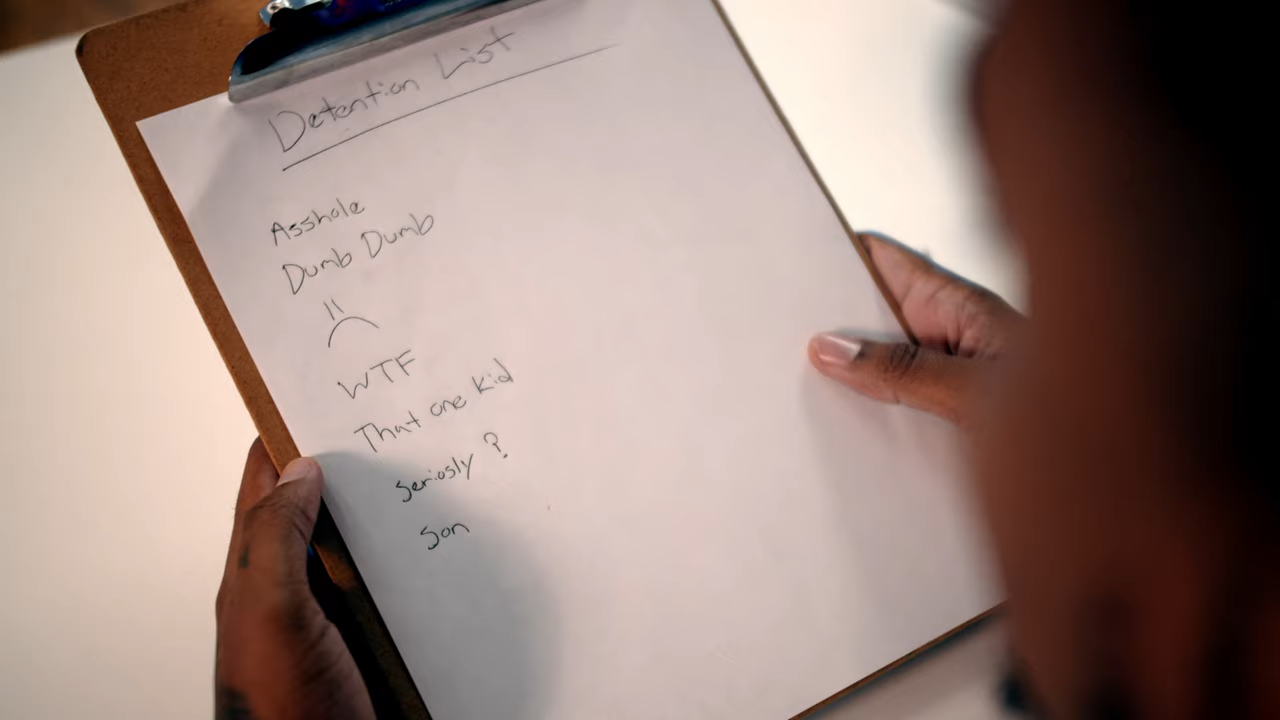 Detention List
Asshole
Dumb Dumb
WTF
That one kid
Seriosly ?
Son